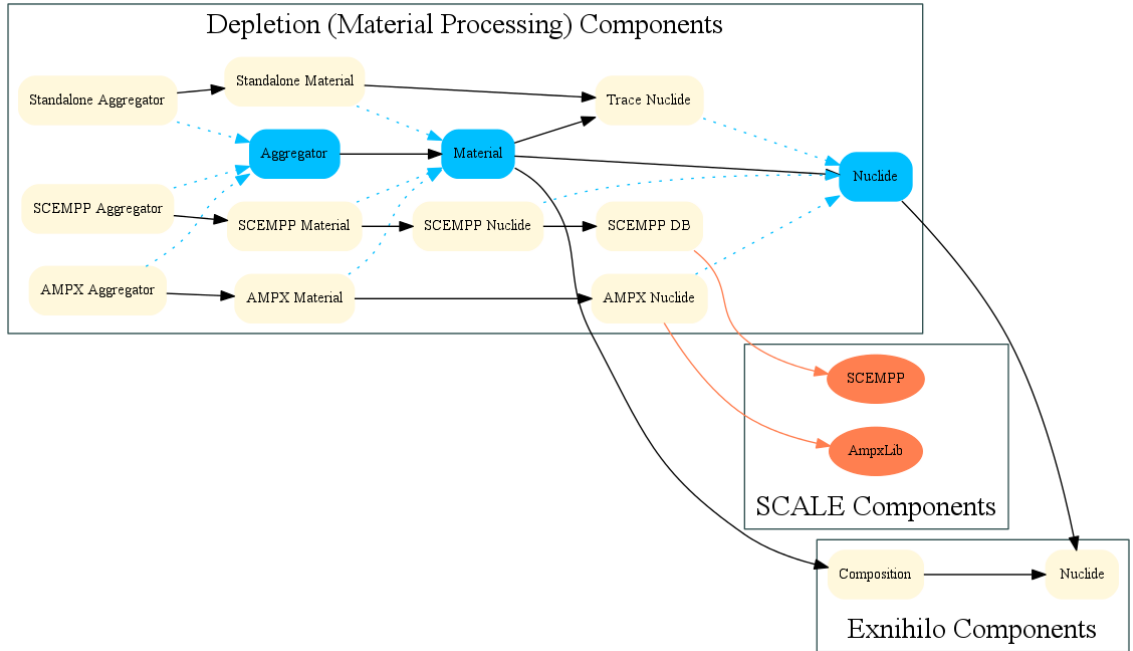 Depletion (Material Processing) Components
Standalone Aggregator
Standalone Material
Trace Nuclide
Aggregator
Material
Nuclide
SCEMPP Aggregator
SCEMPP Material
SCEMPP Nuclide
SCEMPP DB
AMPX Aggregator
AMPX Material
AMPX Nuclide
SCEMPP
AmpxLib
SCALE Components
Composition
Nuclide
Exnihilo Components